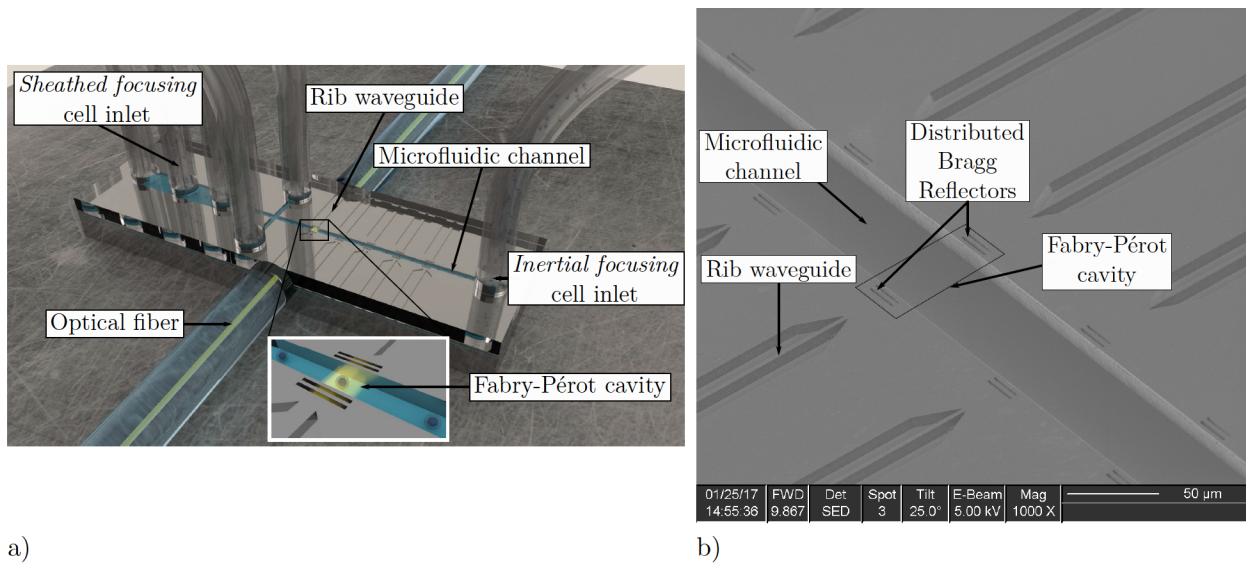 Sheathed focusing
cell inlet
Rib waveguide
Microfluidic channel
Inertial focusing
cell inlet
Optical fiber
Fabry-Pérot cavity
a)
Microfluidic
channel
Distributed
Bragg
Reflectors
Rib waveguide
Fabry-Pérot
cavity
01/25/17 FWD Det Spot Tilt E-Beam Mag 50 µm
14:55:36 9.867 SED 3 25.0° 5.00 kV 1000 X
b)